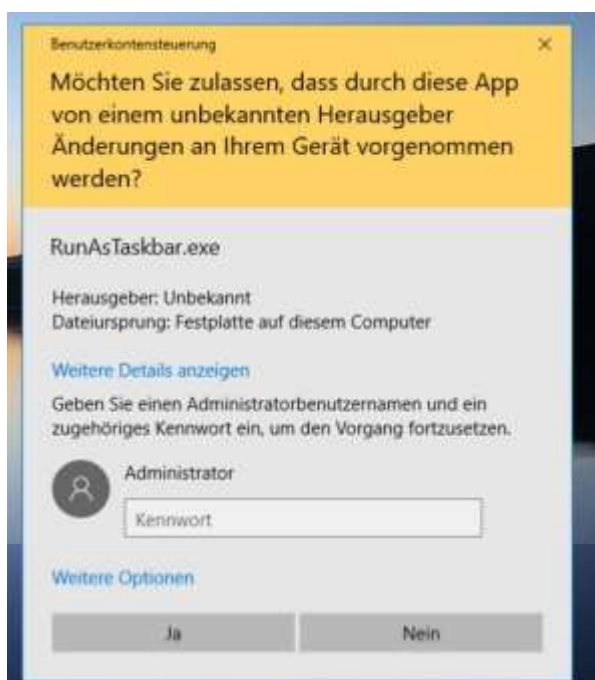 Benutzerkontensteuerung
Möchten Sie zulassen, dass durch diese App
von einem unbekannten Herausgeber
Änderungen an Ihrem Gerät vorgenommen
werden?
RunAsTaskbar.exe
Herausgeber: Unbekannt
Dateiursprung: Festplatte auf diesem Computer
Weitere Details anzeigen
Geben Sie einen Administratorbenutzernamen und ein
zugehöriges Kennwort ein, um den Vorgang fortzusetzen.
Administrator
Kennwort
Weitere Optionen
Ja
Nein